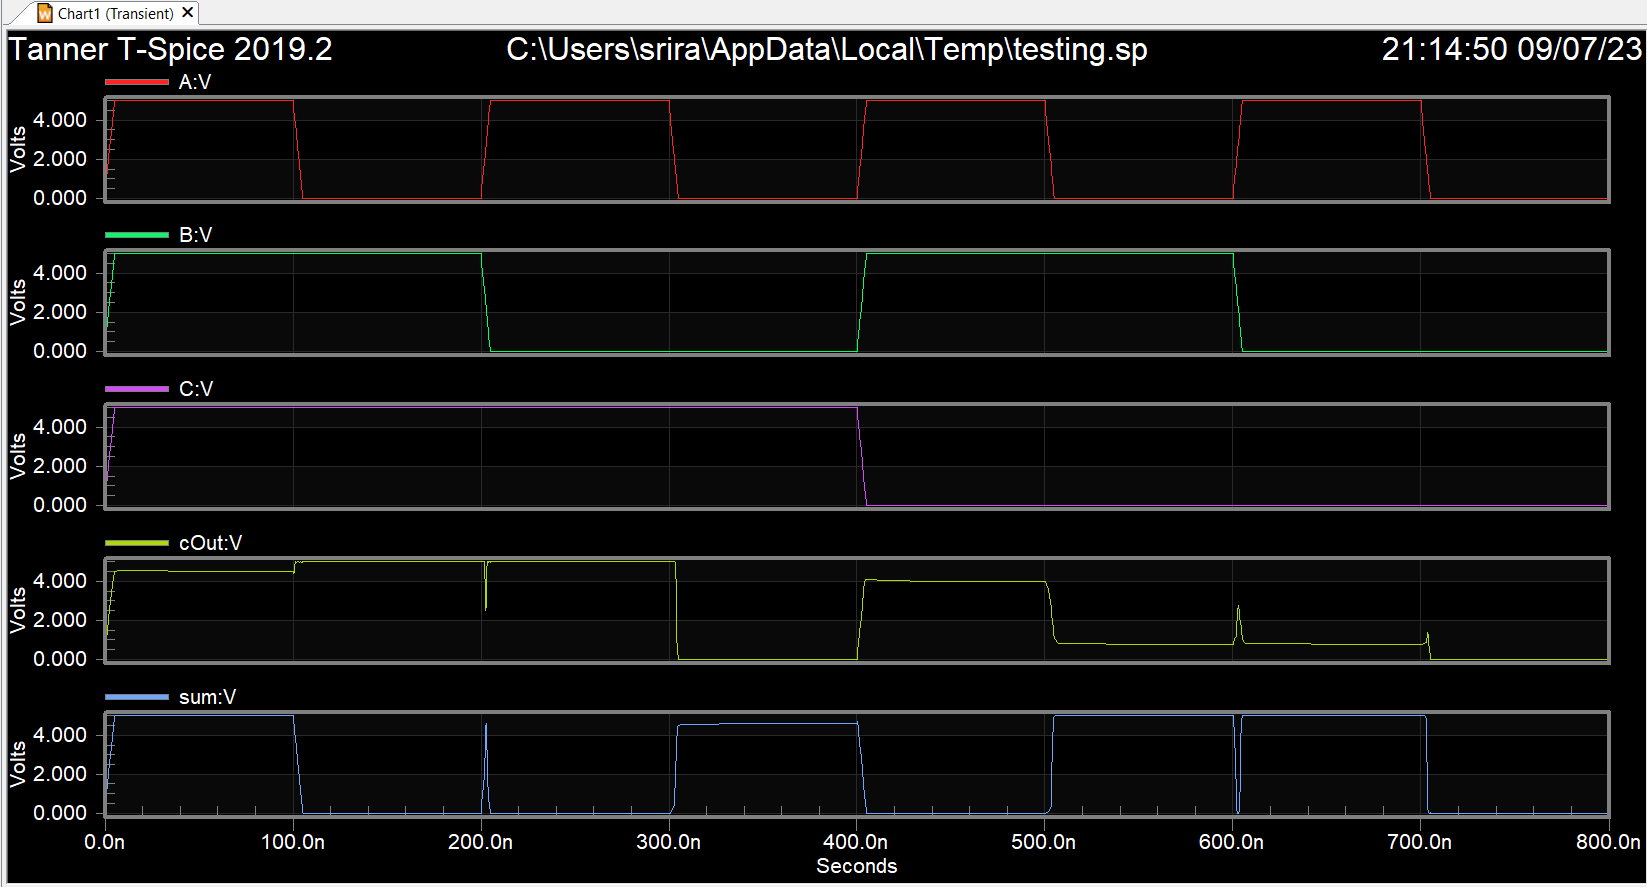 Chart1 (Transient)
Tanner T-Spice 2019.2 C:\Users\srira\AppData\Local\Temp\testing.sp 21:14:50 09/07/23
A:V
4.000
2.000
0.000
Volts
B:V
4.000
2.000
0.000
Volts
C:V
4.000
2.000
0.000
Volts
cOut:V
4.000
2.000
0.000
Volts
sum:V
4.000
2.000
0.000
Volts
0.0n 100.0n 200.0n 300.0n 400.0n 500.0n 600.0n 700.0n 800.0n
Seconds